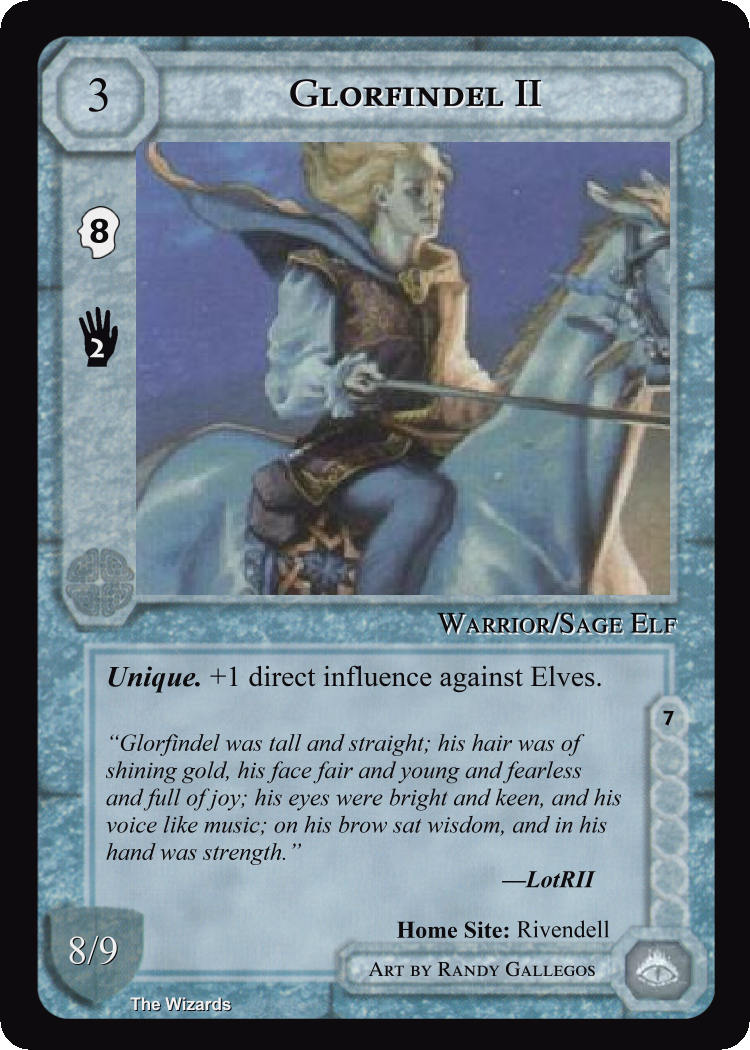 3
Glorfindel II
8
2
Warrior/Sage Elf
Unique. +1 direct influence against Elves.
7
“Glorfindel was tall and straight; his hair was of
shining gold, his face fair and young and fearless
and full of joy; his eyes were bright and keen, and his
voice like music; on his brow sat wisdom, and in his
hand was strength.”
—LotRII
Home Site: Rivendell
8/9
Art by Randy Gallegos
The Wizards